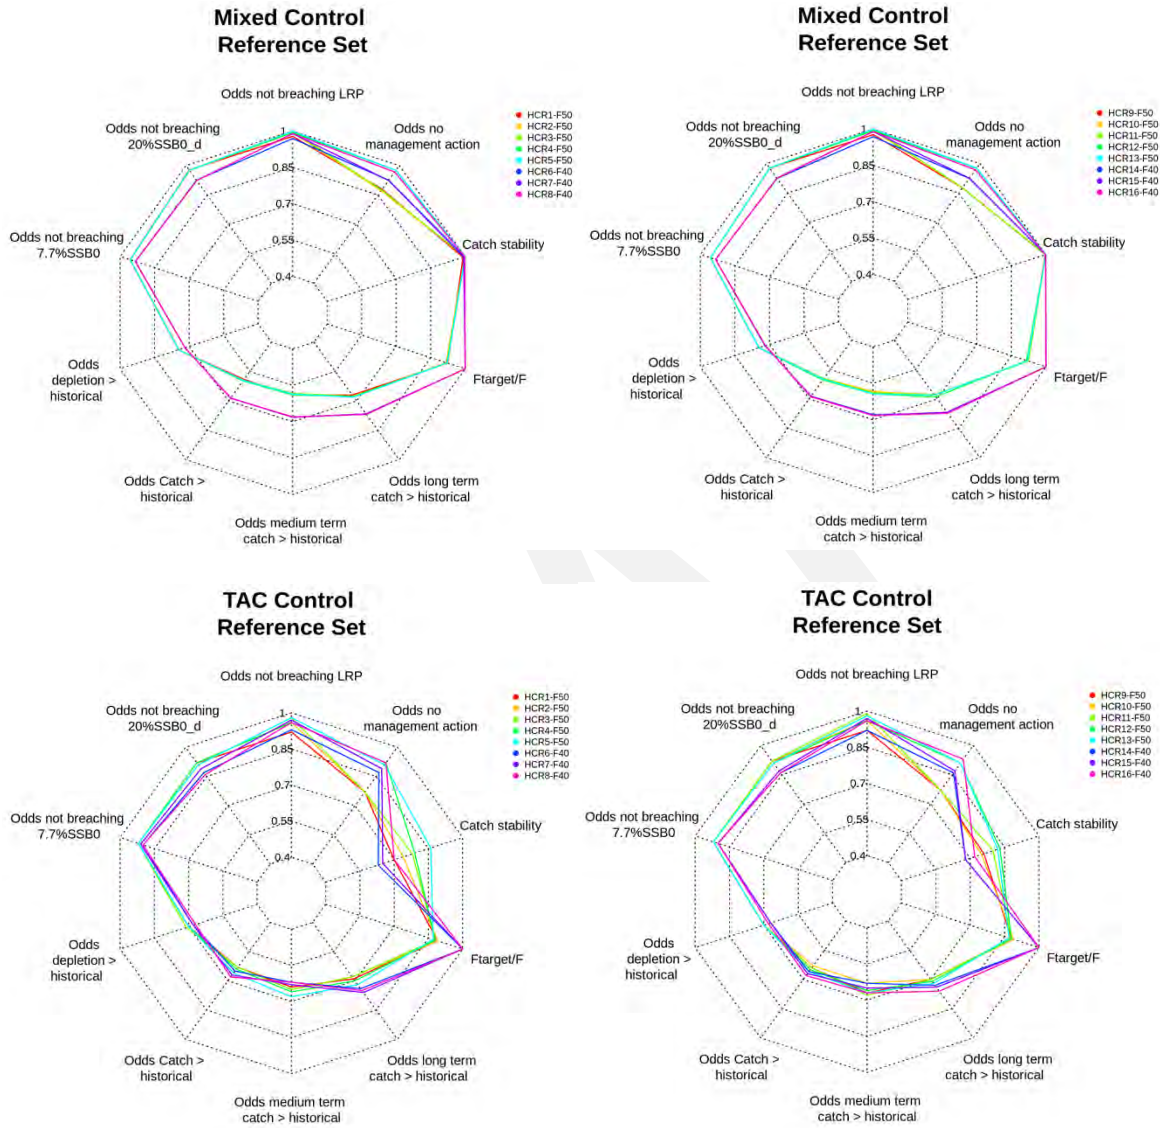 Mixed Control
Reference Set
Odds not breaching LRP
Odds not breaching
20%SSB0_d
Odds no
management action
HCR1-F50
HCR2-F50
HCR3-F50
HCR4-F50
HCR5-F50
HCR6-F40
HCR7-F40
HCR8-F40
1
0.85
0.7
0.55
0.4
Odds not breaching
7.7%SSB0
Catch stability
Odds
depletion >
historical
Ftarget/F
Odds Catch >
historical
Odds long term
catch > historical
Odds medium term
catch > historical
Mixed Control
Reference Set
Odds not breaching LRP
Odds not breaching
20%SSB0_d
Odds no
management action
HCR9-F50
HCR10-F50
HCR11-F50
HCR12-F50
HCR13-F50
HCR14-F40
HCR15-F40
HCR16-F40
1
0.85
0.7
0.55
0.4
Odds not breaching
7.7%SSB0
Catch stability
Odds
depletion >
historical
Ftarget/F
Odds Catch >
historical
Odds long term
catch > historical
Odds medium term
catch > historical
TAC Control
Reference Set
Odds not breaching LRP
Odds not breaching
20%SSB0_d
Odds no
management action
HCR1-F50
HCR2-F50
HCR3-F50
HCR4-F50
HCR5-F50
HCR6-F40
HCR7-F40
HCR8-F40
1
0.85
0.7
0.55
0.4
Odds not breaching
7.7%SSB0
Catch stability
Odds
depletion >
historical
Ftarget/F
Odds Catch >
historical
Odds long term
catch > historical
Odds medium term
catch > historical
TAC Control
Reference Set
Odds not breaching LRP
Odds not breaching
20%SSB0_d
Odds no
management action
HCR9-F50
HCR10-F50
HCR11-F50
HCR12-F50
HCR13-F50
HCR14-F40
HCR15-F40
HCR16-F40
1
0.85
0.7
0.55
0.4
Odds not breaching
7.7%SSB0
Catch stability
Odds
depletion >
historical
Ftarget/F
Odds Catch >
historical
Odds long term
catch > historical
Odds medium term
catch > historical